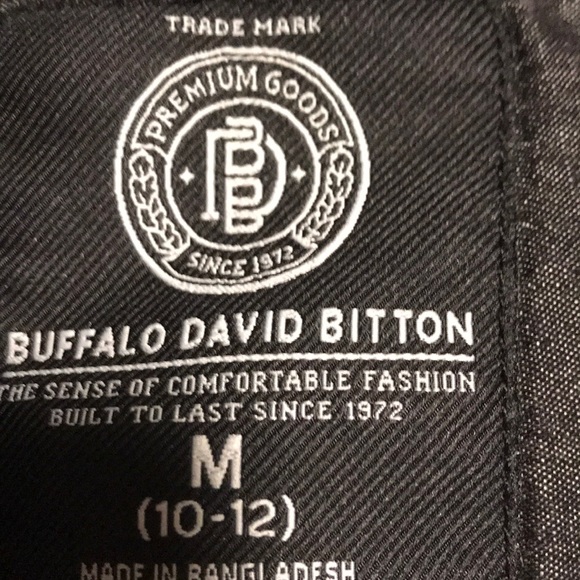 TRADE MARK
PREMIUM GOODS
BDB
SINCE 1972
BUFFALO DAVID BITTON
THE SENSE OF COMFORTABLE FASHION
BUILT TO LAST SINCE 1972
M
(10-12)
MADE IN BANGLADESH